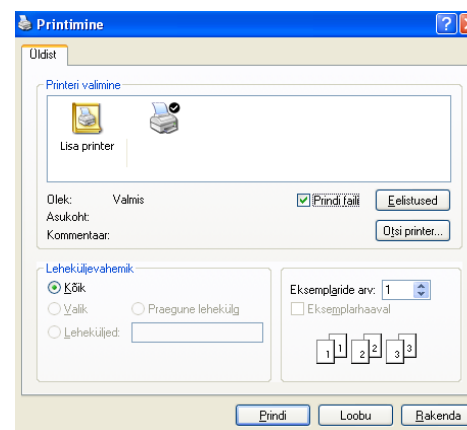 Printimine
Üldist
Printeri valimine
Lisa printer
Olek: Valmis
Prindi faili
Eelistused
Asukoht:
Kommentaar:
Otsi printer...
Leheküljevahemik
Kõik
Valik
Praegune lehekülg
Leheküljed:
Eksemplaride arv: 1
Eksemplarhaaval
1 1 2 2 3 3
Prindi
Loobu
Rakenda